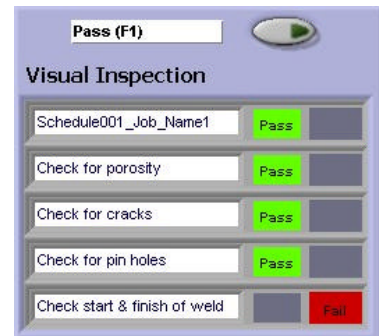 Pass (F1)
Visual Inspection
Schedule001_Job_Name1 Pass
Check for porosity Pass
Check for cracks Pass
Check for pin holes Pass
Check start & finish of weld Fail